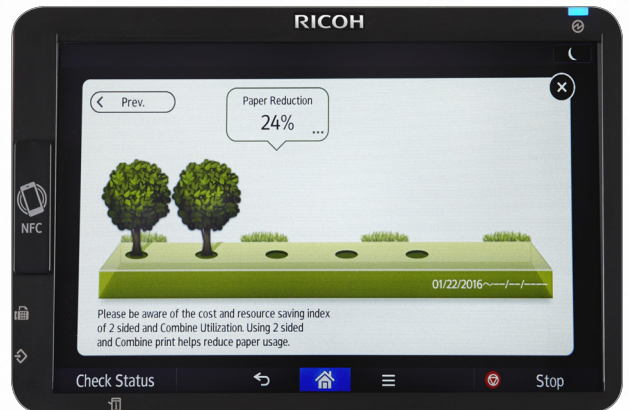 RICOH
Prev.
Paper Reduction
24%
...
NFC
01/22/2016~--/--/----
Please be aware of the cost and resource saving index
of 2 sided and Combine Utilization. Using 2 sided
and Combine print helps reduce paper usage.
Check Status
Stop